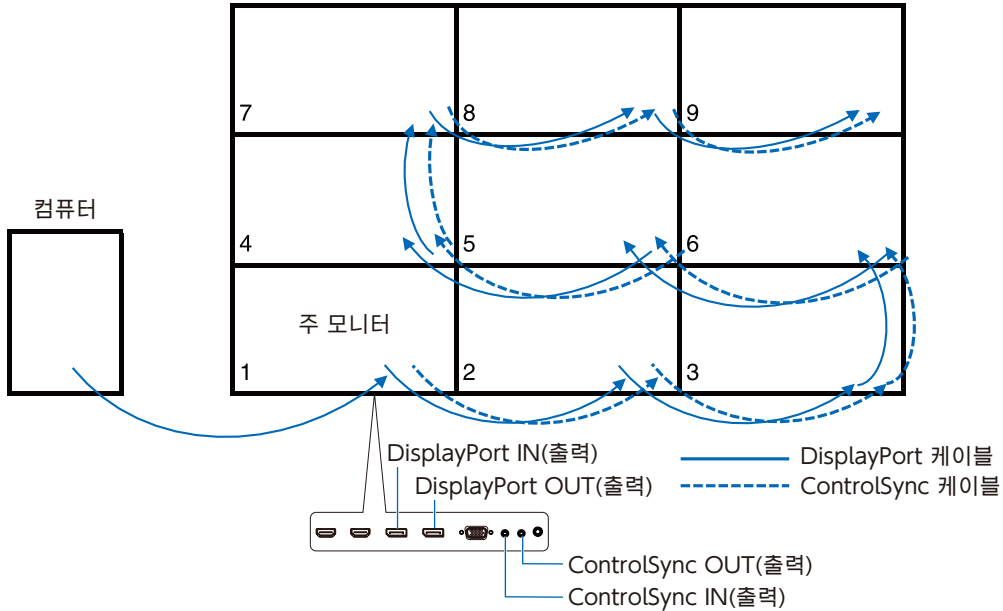 7
8
9
컴퓨터
4
5
6
주 모니터
1
2
3
DisplayPort IN(출력)
DisplayPort OUT(출력)
DisplayPort 케이블
ControlSync 케이블
ControlSync OUT(출력)
ControlSync IN(출력)